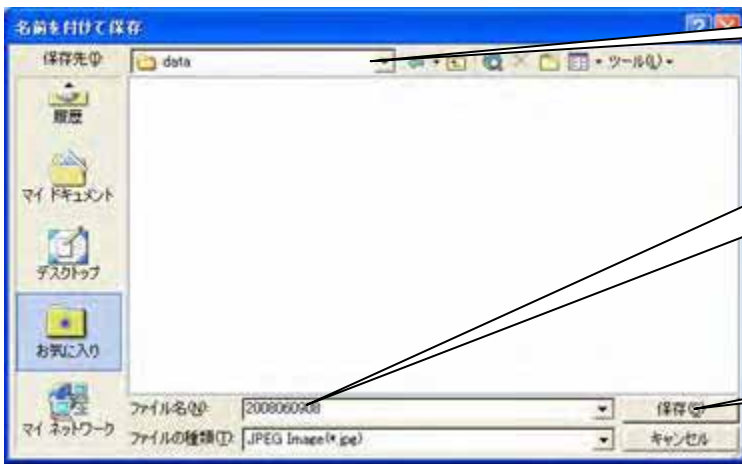 名前を付けて保存
保存先(I)
data
ツール(L)
履歴
マイ ドキュメント
デスクトップ
お気に入り
マイ ネットワーク
ファイル名(N):
2008060908
保存(S)
ファイルの種類(T):
JPEG Image(*.jpg)
キャンセル